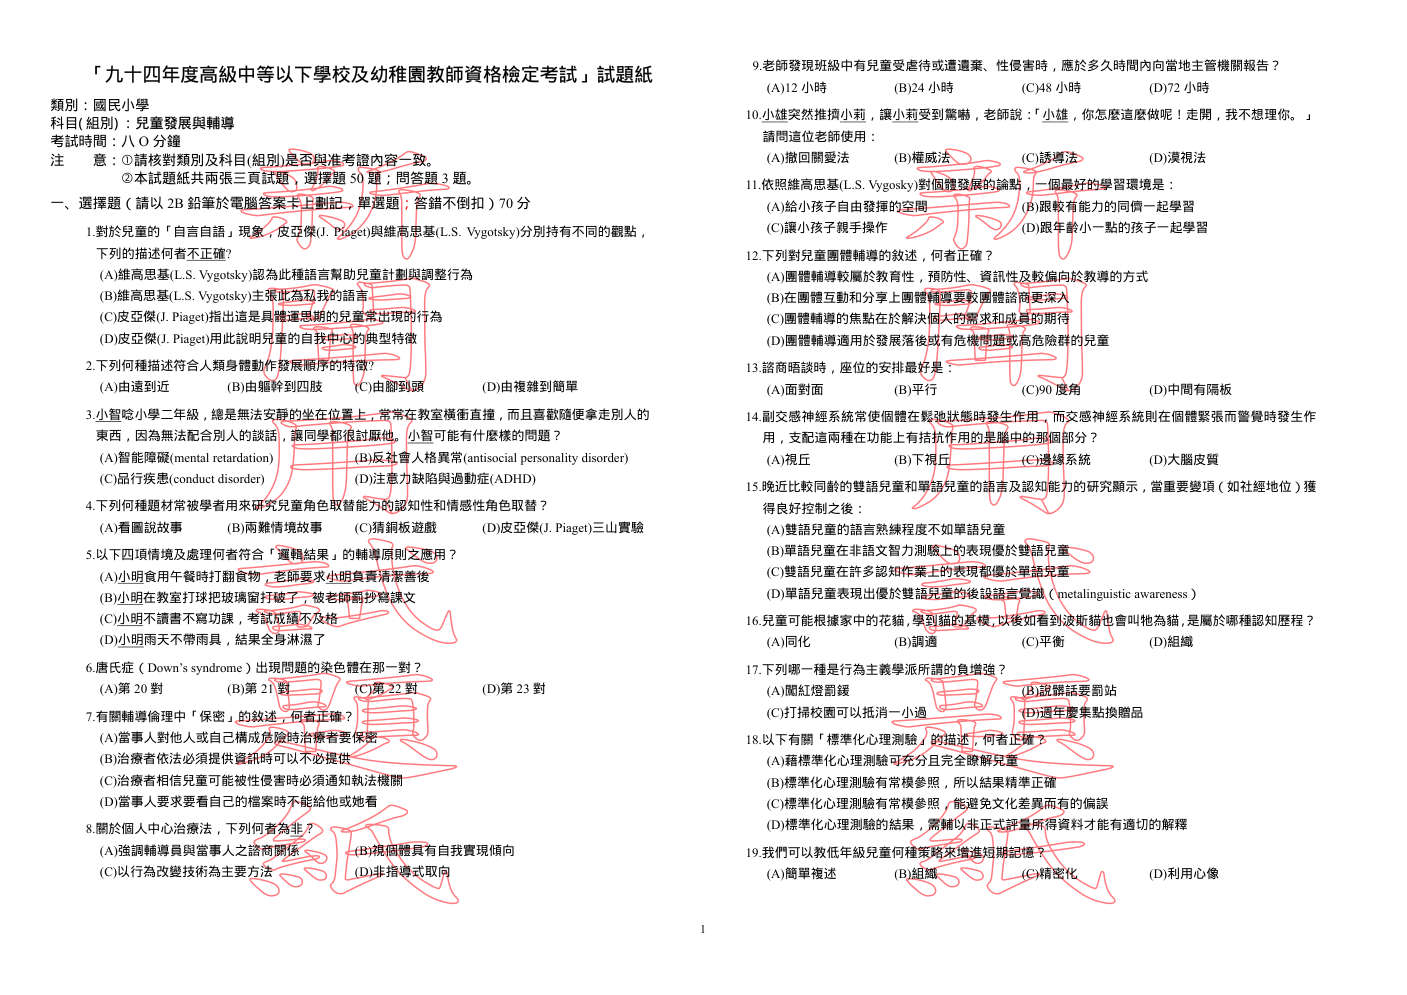 「九十四年度高級中等以下學校及幼稚園教師資格檢定考試」試題紙
類別：國民小學
科目(組別)：兒童發展與輔導
考試時間：八O分鐘
注　　意：①請核對類別及科目(組別)是否與准考證內容一致。
②本試題紙共兩張三頁試題，選擇題 50 題；問答題 3 題。
一、選擇題（請以 2B 鉛筆於電腦答案卡上劃記，單選題；答錯不倒扣）70 分
1.對於兒童的「自言自語」現象，皮亞傑(J. Piaget)與維高思基(L.S. Vygotsky)分別持有不同的觀點，
下列的描述何者不正確?
(A)維高思基(L.S. Vygotsky)認為此種語言幫助兒童計劃與調整行為
(B)維高思基(L.S. Vygotsky)主張此為私我的語言
(C)皮亞傑(J. Piaget)指出這是具體運思期的兒童常出現的行為
(D)皮亞傑(J. Piaget)用此說明兒童的自我中心的典型特徵
2.下列何種描述符合人類身體動作發展順序的特徵?
(A)由遠到近 (B)由軀幹到四肢 (C)由腳到頭 (D)由複雜到簡單
3.小智唸小學二年級，總是無法安靜的坐在位置上，常常在教室橫衝直撞，而且喜歡隨便拿走別人的
東西，因為無法配合別人的談話，讓同學都很討厭他。小智可能有什麼樣的問題？
(A)智能障礙(mental retardation) (B)反社會人格異常(antisocial personality disorder)
(C)品行疾患(conduct disorder) (D)注意力缺陷與過動症(ADHD)
4.下列何種題材常被學者用來研究兒童角色取替能力的認知性和情感性角色取替？
(A)看圖說故事 (B)兩難情境故事 (C)猜銅板遊戲 (D)皮亞傑(J. Piaget)三山實驗
5.以下四項情境及處理何者符合「邏輯結果」的輔導原則之應用？
(A)小明食用午餐時打翻食物，老師要求小明負責清潔善後
(B)小明在教室打球把玻璃窗打破了，被老師罰抄寫課文
(C)小明不讀書不寫功課，考試成績不及格
(D)小明雨天不帶雨具，結果全身淋濕了
6.唐氏症（Down's syndrome）出現問題的染色體在那一對？
(A)第 20 對 (B)第 21 對 (C)第 22 對 (D)第 23 對
7.有關輔導倫理中「保密」的敘述，何者正確？
(A)當事人對他人或自己構成危險時治療者要保密
(B)治療者依法必須提供資訊時可以不必提供
(C)治療者相信兒童可能被性侵害時必須通知執法機關
(D)當事人要求要看自己的檔案時不能給他或她看
8.關於個人中心治療法，下列何者為非？
(A)強調輔導員與當事人之諮商關係 (B)視個體具有自我實現傾向
(C)以行為改變技術為主要方法 (D)非指導式取向
9.老師發現班級中有兒童受虐待或遭遺棄、性侵害時，應於多久時間內向當地主管機關報告？
(A)12 小時 (B)24 小時 (C)48 小時 (D)72 小時
10.小雄突然推擠小莉，讓小莉受到驚嚇，老師說：「小雄，你怎麼這麼做呢！走開，我不想理你。」
請問這位老師使用：
(A)撤回關愛法 (B)權威法 (C)誘導法 (D)漠視法
11.依照維高思基(L.S. Vygosky)對個體發展的論點，一個最好的學習環境是：
(A)給小孩子自由發揮的空間 (B)跟較有能力的同儕一起學習
(C)讓小孩子親手操作 (D)跟年齡小一點的孩子一起學習
12.下列對兒童團體輔導的敘述，何者正確？
(A)團體輔導較屬於教育性，預防性、資訊性及較偏向於教導的方式
(B)在團體互動和分享上團體輔導要較團體諮商更深入
(C)團體輔導的焦點在於解決個人的需求和成員的期待
(D)團體輔導適用於發展落後或有危機問題或高危險群的兒童
13.諮商晤談時，座位的安排最好是：
(A)面對面 (B)平行 (C)90 度角 (D)中間有隔板
14.副交感神經系統常使個體在鬆弛狀態時發生作用，而交感神經系統則在個體緊張而警覺時發生作
用，支配這兩種在功能上有拮抗作用的是腦中的那個部分？
(A)視丘 (B)下視丘 (C)邊緣系統 (D)大腦皮質
15.晚近比較同齡的雙語兒童和單語兒童的語言及認知能力的研究顯示，當重要變項（如社經地位）獲
得良好控制之後：
(A)雙語兒童的語言熟練程度不如單語兒童
(B)單語兒童在非語文智力測驗上的表現優於雙語兒童
(C)雙語兒童在許多認知作業上的表現都優於單語兒童
(D)單語兒童表現出優於雙語兒童的後設語言覺識（metalinguistic awareness）
16.兒童可能根據家中的花貓，學到貓的基模，以後如看到波斯貓也會叫牠為貓，是屬於哪種認知歷程？
(A)同化 (B)調適 (C)平衡 (D)組織
17.下列哪一種是行為主義學派所謂的負增強？
(A)闖紅燈罰鍰 (B)說髒話要罰站
(C)打掃校園可以抵消一小過 (D)週年慶集點換贈品
18.以下有關「標準化心理測驗」的描述，何者正確？
(A)藉標準化心理測驗可充分且完全瞭解兒童
(B)標準化心理測驗有常模參照，所以結果精準正確
(C)標準化心理測驗有常模參照，能避免文化差異而有的偏誤
(D)標準化心理測驗的結果，需輔以非正式評量所得資料才能有適切的解釋
19.我們可以教低年級兒童何種策略來增進短期記憶？
(A)簡單複述 (B)組織 (C)精密化 (D)利用心像
1
新
聞
用
試
題
紙
新
聞
用
試
題
紙